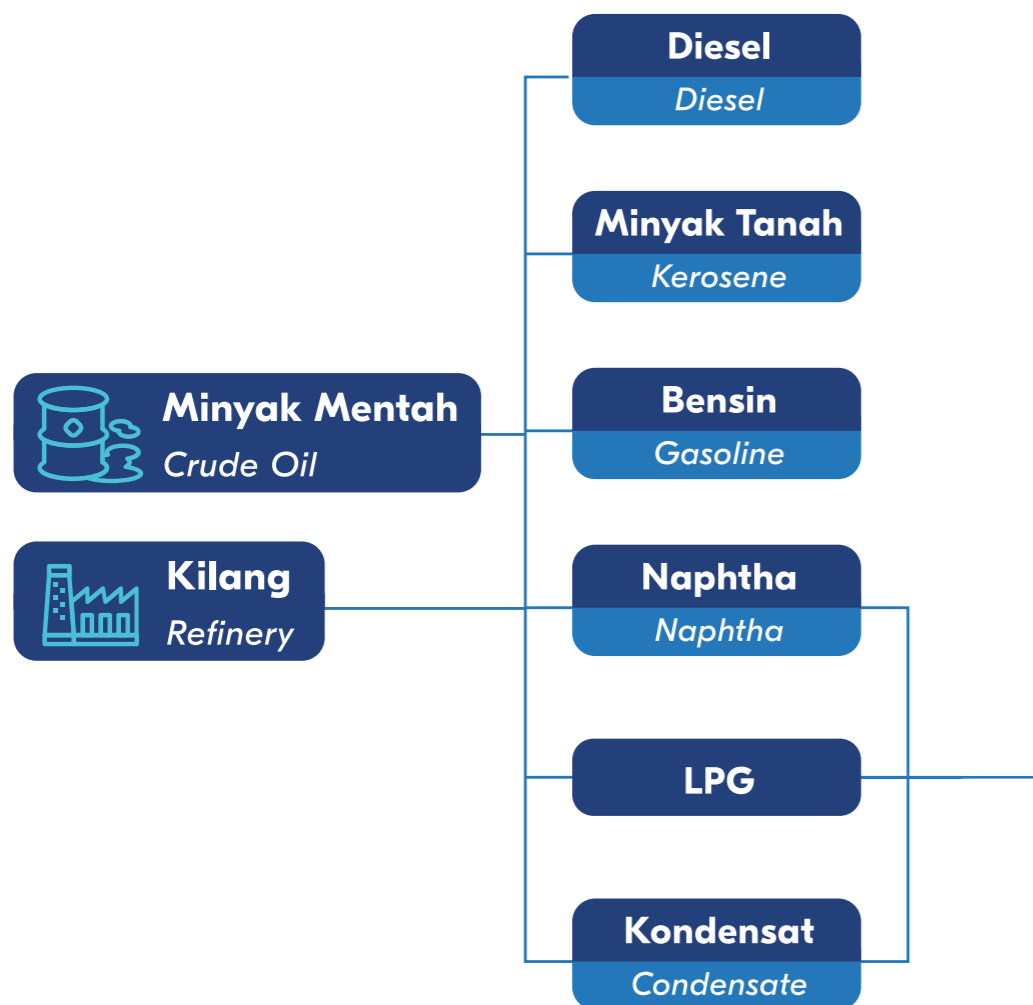 Diesel
Diesel
Minyak Tanah
Kerosene
Minyak Mentah
Crude Oil
Bensin
Gasoline
Kilang
Refinery
Naphtha
Naphtha
LPG
Kondensat
Condensate